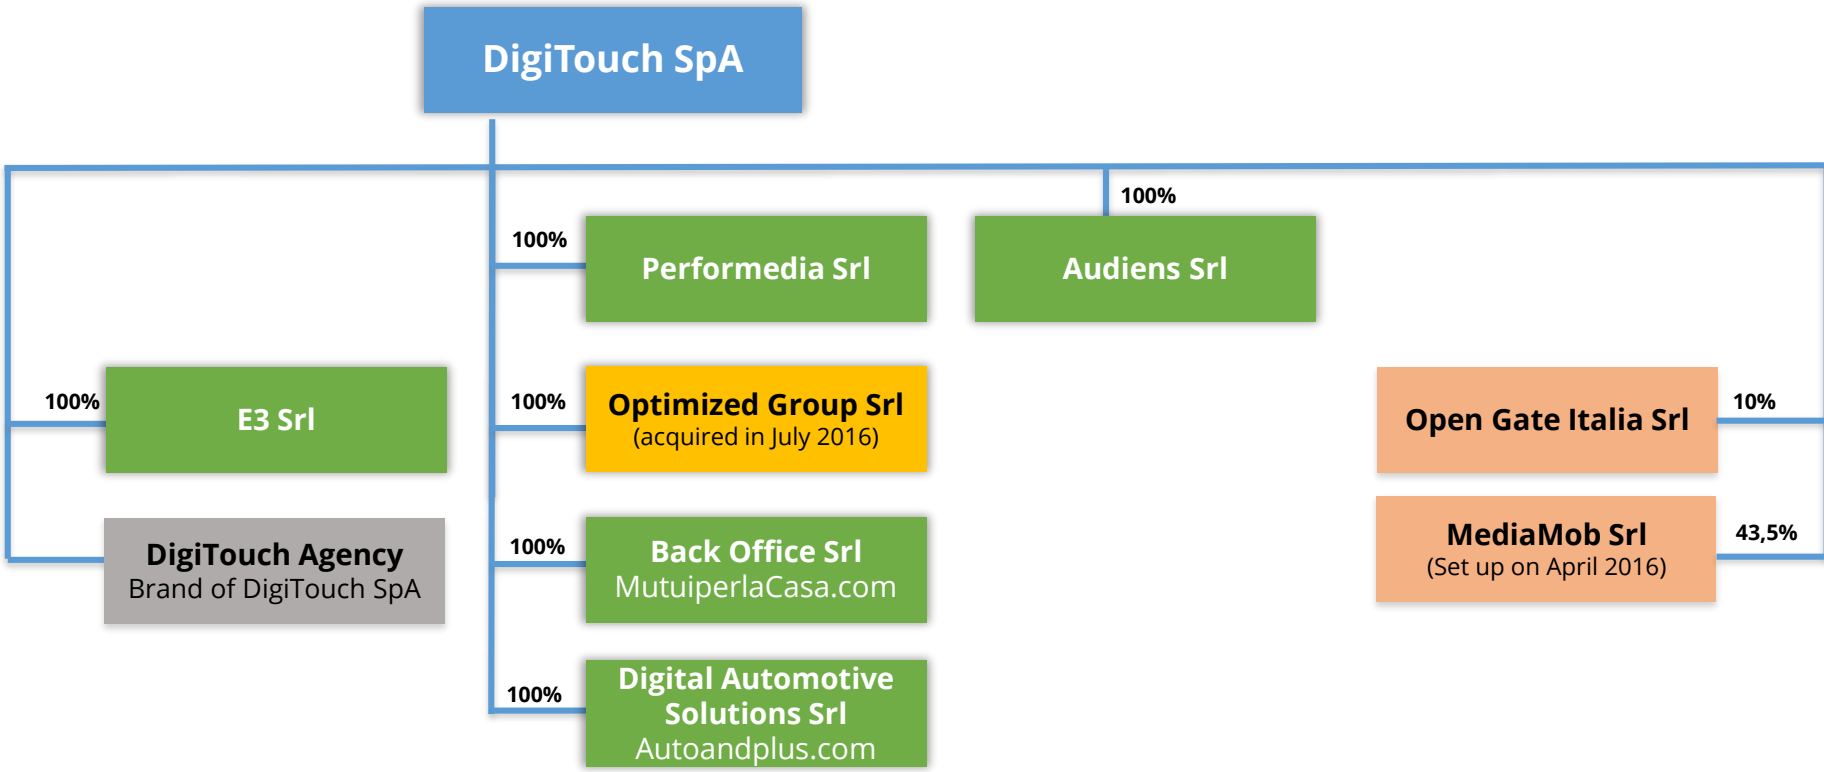 DigiTouch SpA
100%
100%
Performedia Srl
Audiens Srl
100%
E3 Srl
100%
Optimized Group Srl
(acquired in July 2016)
Open Gate Italia Srl
10%
DigiTouch Agency
Brand of DigiTouch SpA
100%
Back Office Srl
MutuiperlaCasa.com
MediaMob Srl
(Set up on April 2016)
43,5%
100%
Digital Automotive
Solutions Srl
Autoandplus.com